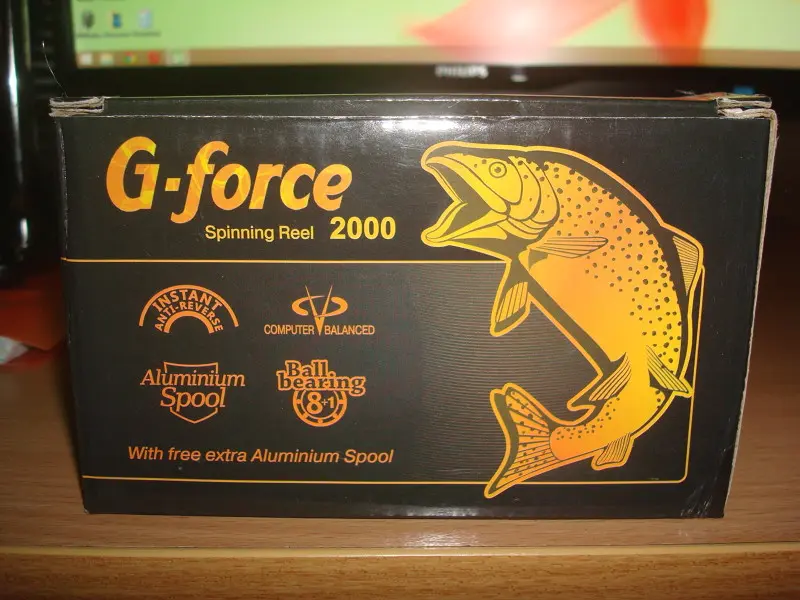 PHILIPS
G-force
Spinning Reel 2000
INSTANT
ANTI-REVERSE
COMPUTER BALANCED
Aluminium
Spool
Ball
bearing
8+1
With free extra Aluminium Spool